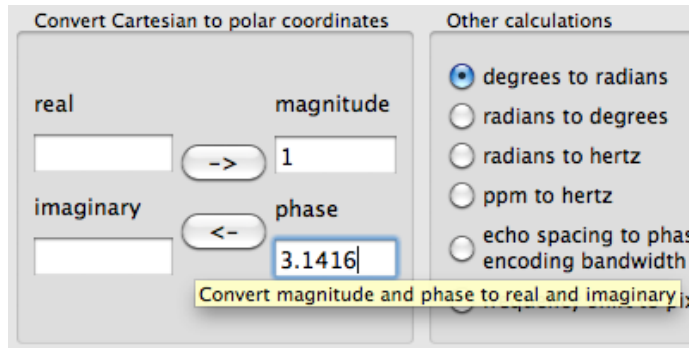 Convert Cartesian to polar coordinates
real
magnitude
->
1
imaginary
phase
<-
3.1416
Convert magnitude and phase to real and imaginary
Other calculations
degrees to radians
radians to degrees
radians to hertz
ppm to hertz
echo spacing to phas
encoding bandwidth